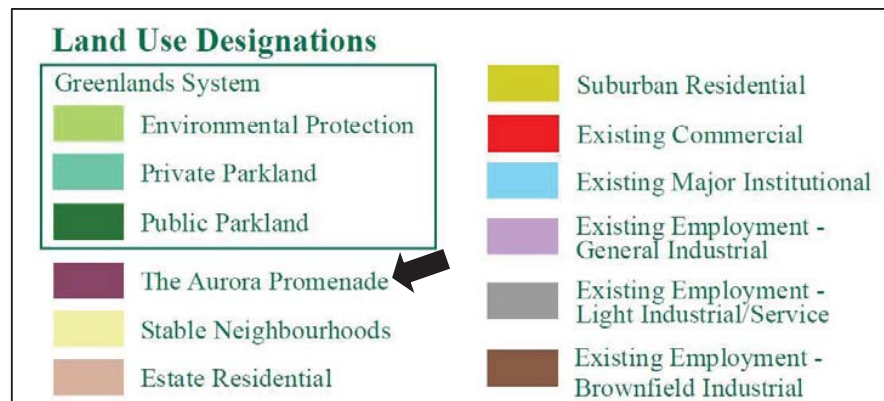 Land Use Designations
Greenlands System
Environmental Protection
Private Parkland
Public Parkland
The Aurora Promenade
Stable Neighbourhoods
Estate Residential
Suburban Residential
Existing Commercial
Existing Major Institutional
Existing Employment -
General Industrial
Existing Employment -
Light Industrial/Service
Existing Employment -
Brownfield Industrial